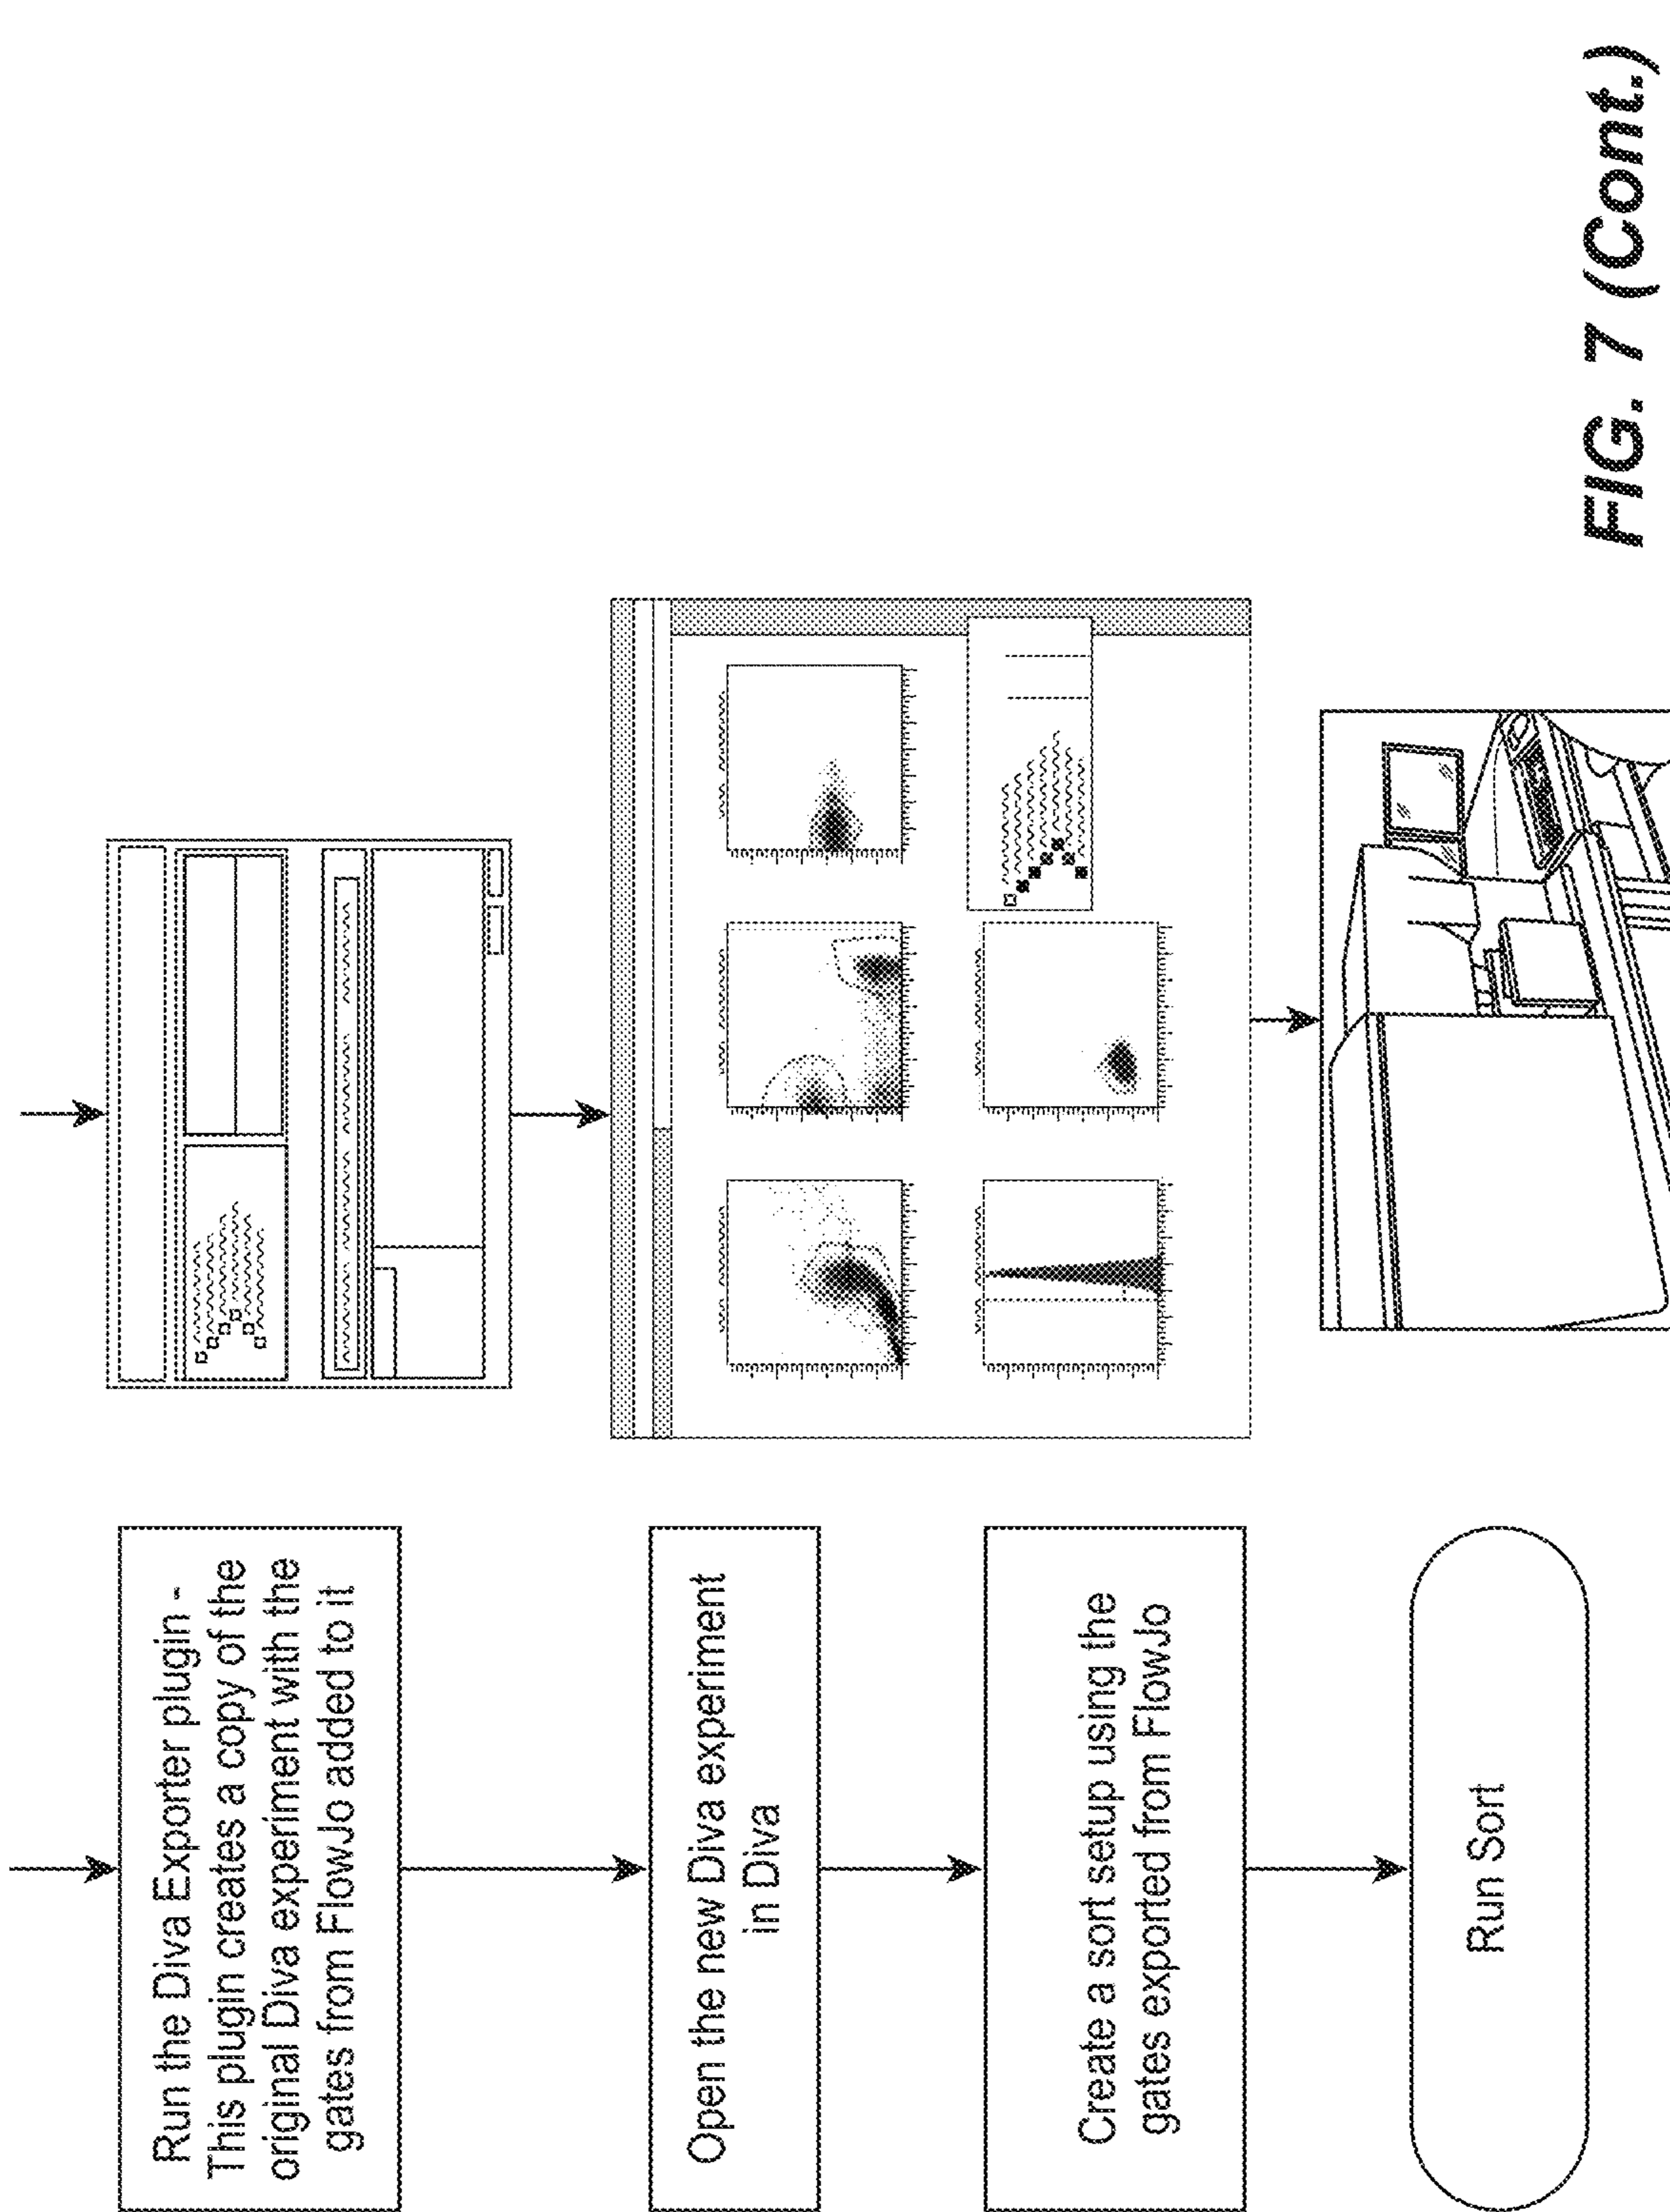 Run the Diva Exporter plugin -
This plugin creates a copy of the
original Diva experiment with the
gates from FlowJo added to it
Open the new Diva experiment
in Diva
Create a sort setup using the
gates exported from FlowJo
Run Sort
FIG. 7 (Cont.)